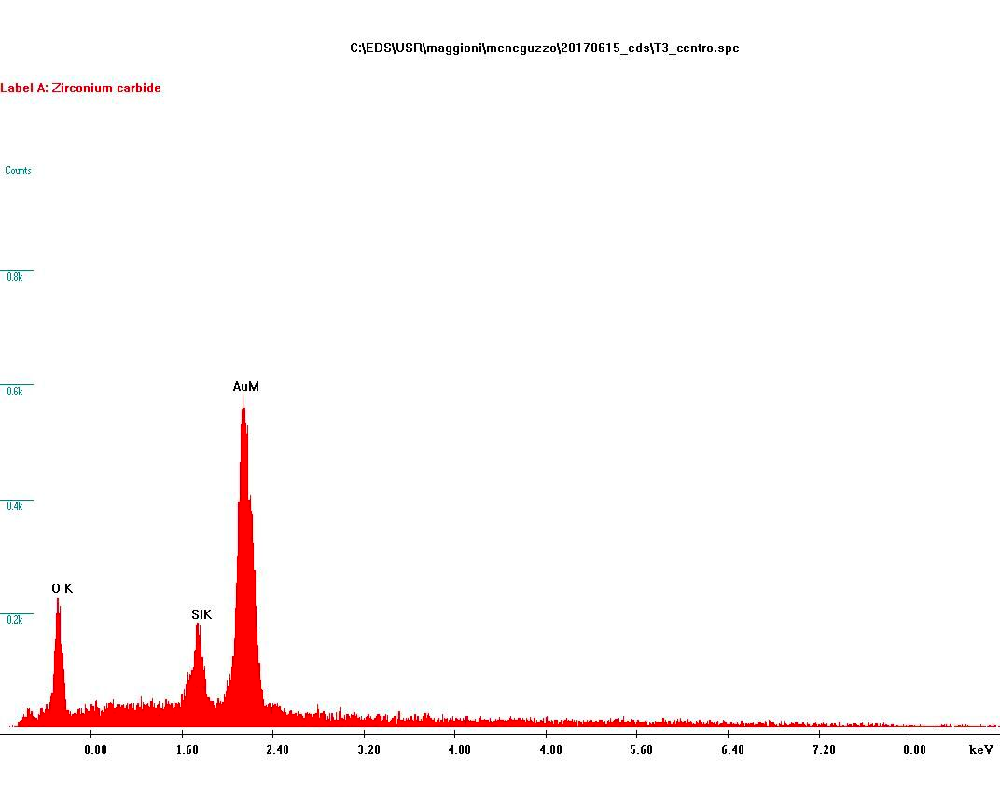 C:\EDS\USR\maggioni\meneguzzo\20170615_eds\T3_centro.spc
Label A: Zirconium carbide
Counts
0.8k
0.6k
AuM
0.4k
O K
SiK
0.2k
0.80 1.60 2.40 3.20 4.00 4.80 5.60 6.40 7.20 8.00 keV